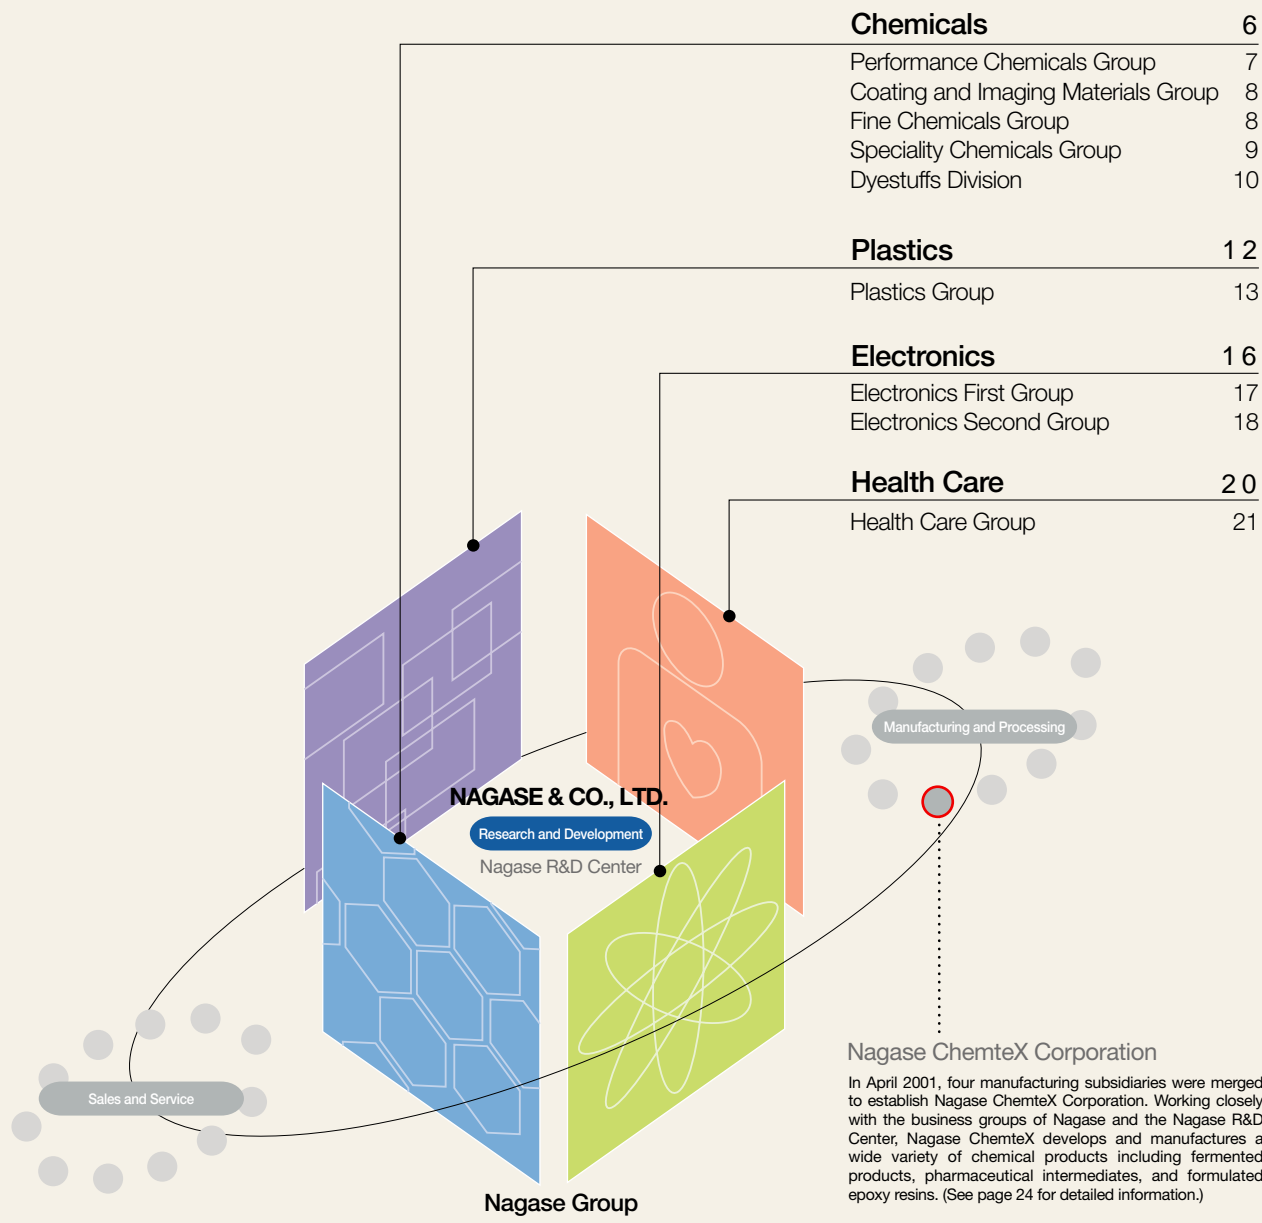 Chemicals 6
Performance Chemicals Group 7
Coating and Imaging Materials Group 8
Fine Chemicals Group 8
Speciality Chemicals Group 9
Dyestuffs Division 10
Plastics 12
Plastics Group 13
Electronics 16
Electronics First Group 17
Electronics Second Group 18
Health Care 20
Health Care Group 21
Manufacturing and Processing
NAGASE & CO., LTD.
Research and Development
Nagase R&D Center
Sales and Service
Nagase Group
Nagase ChemteX Corporation
In April 2001, four manufacturing subsidiaries were merged
to establish Nagase ChemteX Corporation. Working closely
with the business groups of Nagase and the Nagase R&D
Center, Nagase ChemteX develops and manufactures a
wide variety of chemical products including fermented
products, pharmaceutical intermediates, and formulated
epoxy resins. (See page 24 for detailed information.)